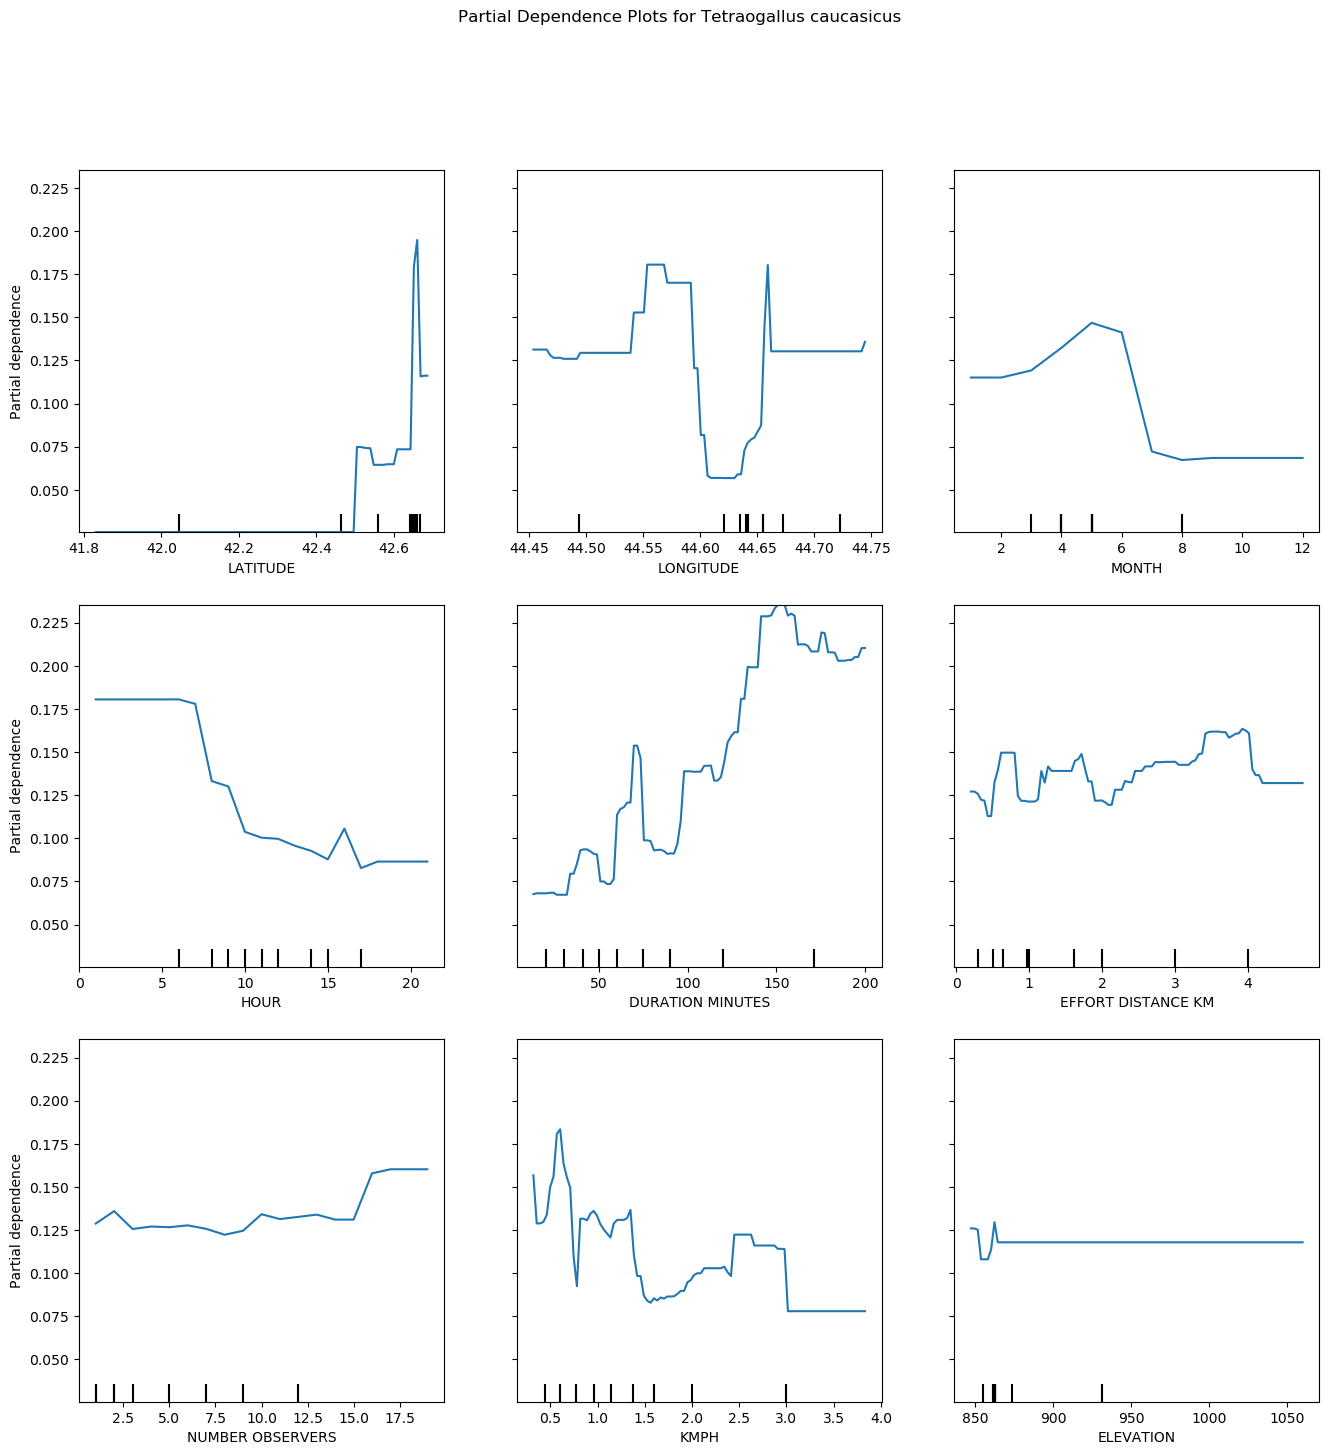 Partial Dependence Plots for Tetraogallus caucasicus
0.225
0.200
0.175
0.150
0.125
0.100
0.075
0.050
Partial dependence
41.8 42.0 42.2 42.4 42.6
LATITUDE
44.45 44.50 44.55 44.60 44.65 44.70 44.75
LONGITUDE
2 4 6 8 10 12
MONTH
0.225
0.200
0.175
0.150
0.125
0.100
0.075
0.050
Partial dependence
0 5 10 15 20
HOUR
50 100 150 200
DURATION MINUTES
0 1 2 3 4
EFFORT DISTANCE KM
0.225
0.200
0.175
0.150
0.125
0.100
0.075
0.050
Partial dependence
2.5 5.0 7.5 10.0 12.5 15.0 17.5
NUMBER OBSERVERS
0.5 1.0 1.5 2.0 2.5 3.0 3.5 4.0
KMPH
850 900 950 1000 1050
ELEVATION